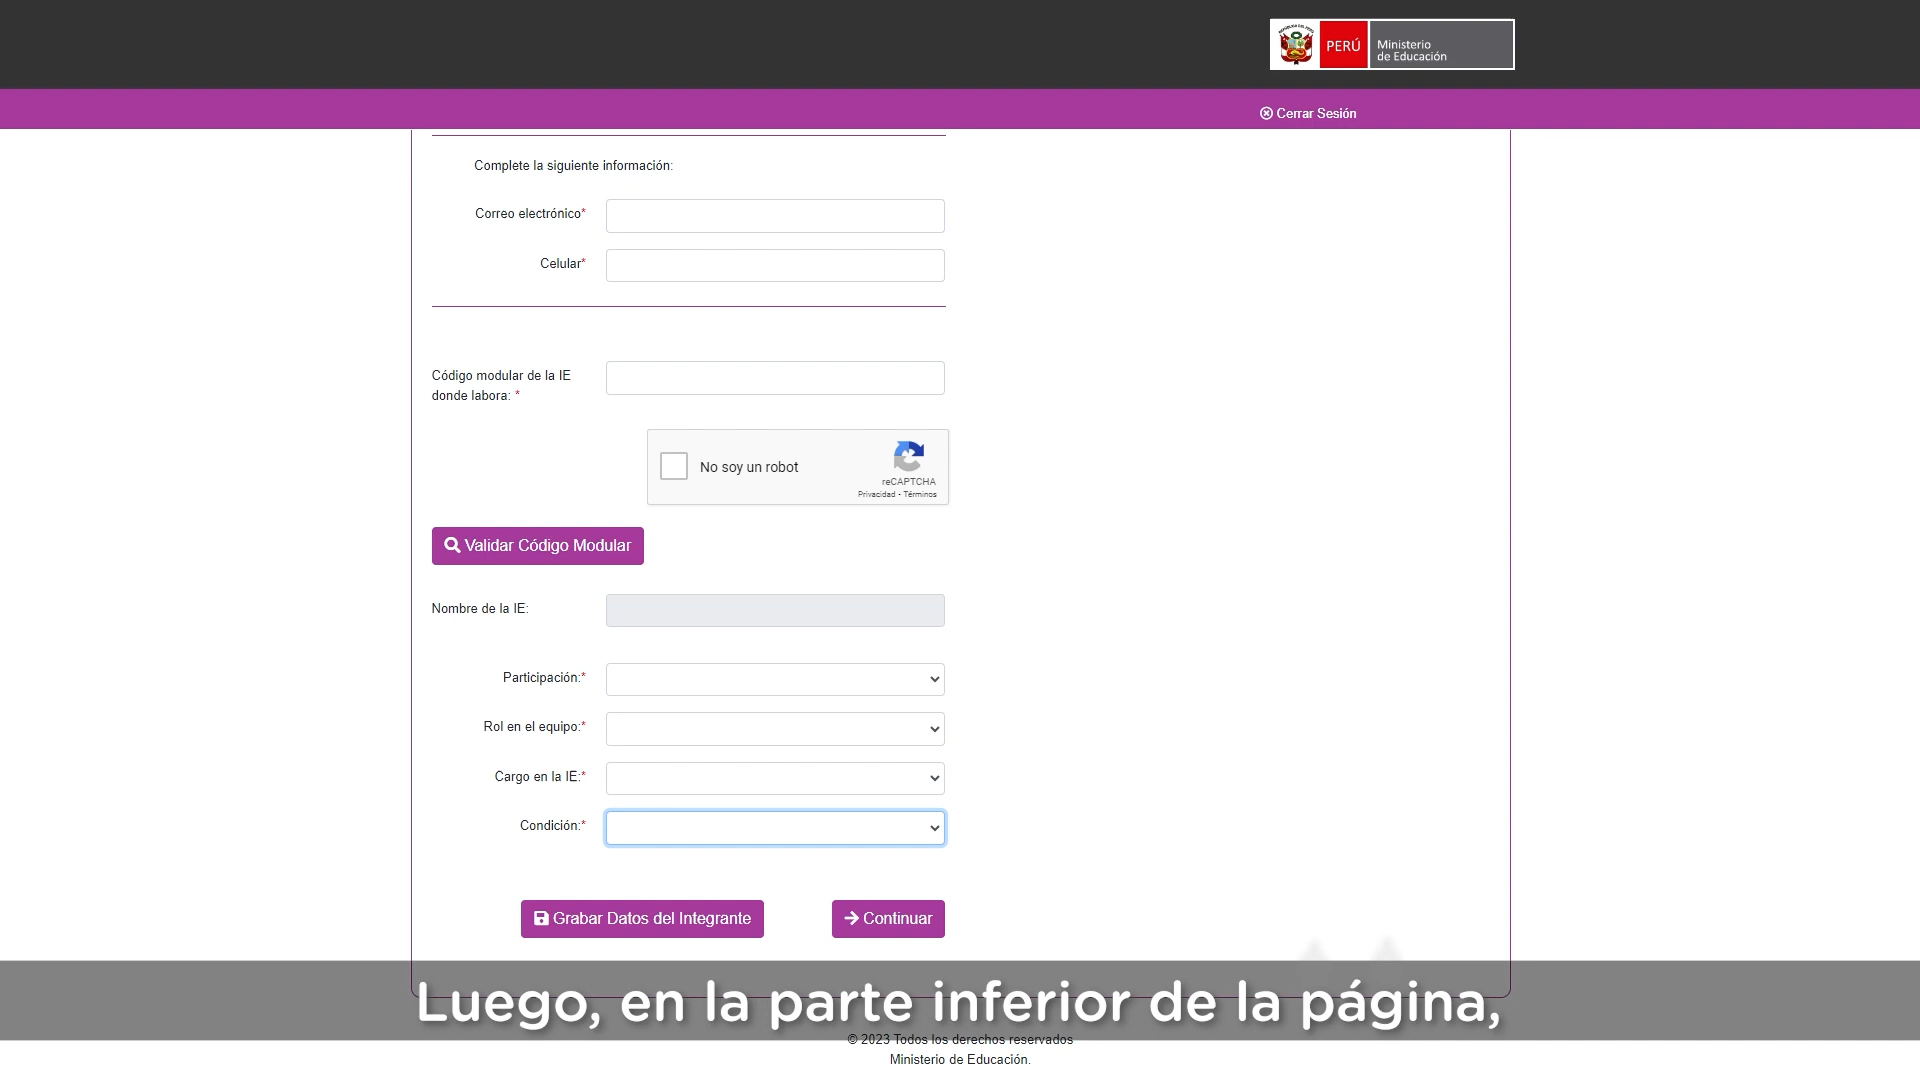 PERÚ
Ministerio
de Educación
Cerrar Sesión
Complete la siguiente información:
Correo electrónico*
Celular*
Código modular de la IE
donde labora: *
No soy un robot
reCAPTCHA
Privacidad - Términos
Validar Código Modular
Nombre de la IE:
Participación:*
Rol en el equipo:*
Cargo en la IE:*
Condición:*
Grabar Datos del Integrante
Continuar
Luego, en la parte inferior de la página,
© 2023 Todos los derechos reservados
Ministerio de Educación.